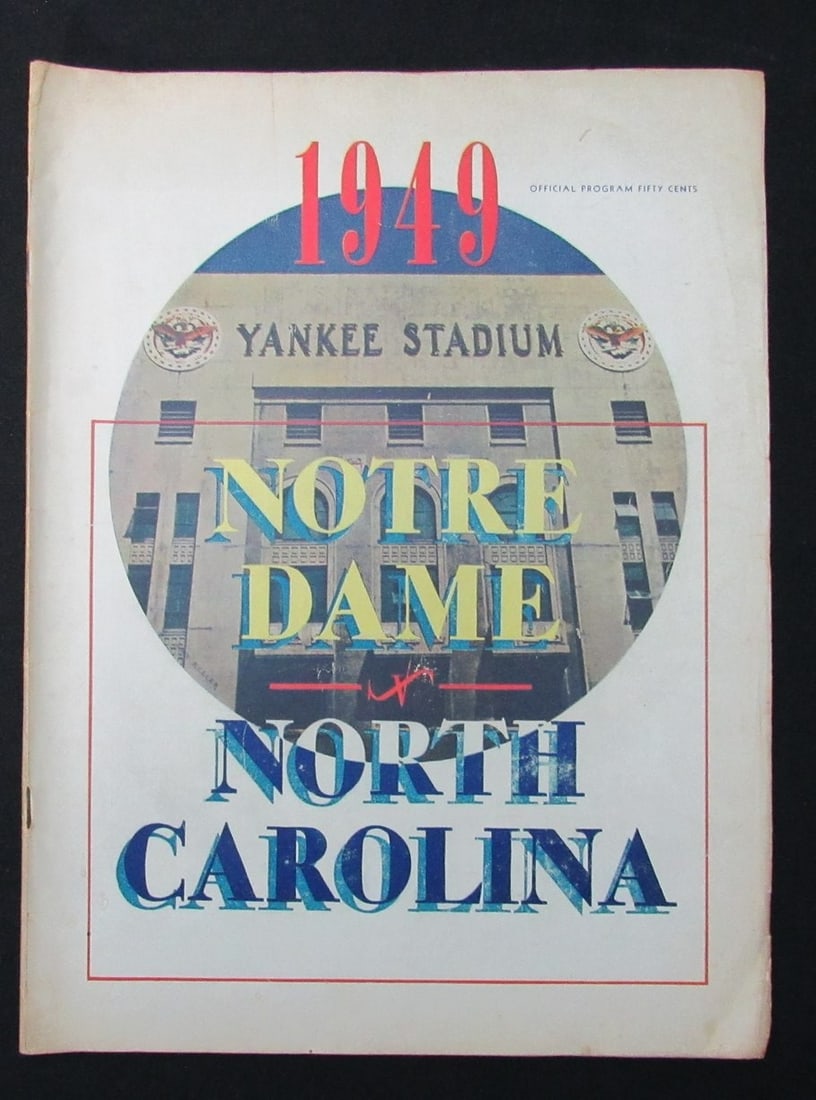 1949
OFFICIAL PROGRAM FIFTY CENTS
YANKEE STADIUM
NOTRE
DAME
V
NORTH
CAROLINA